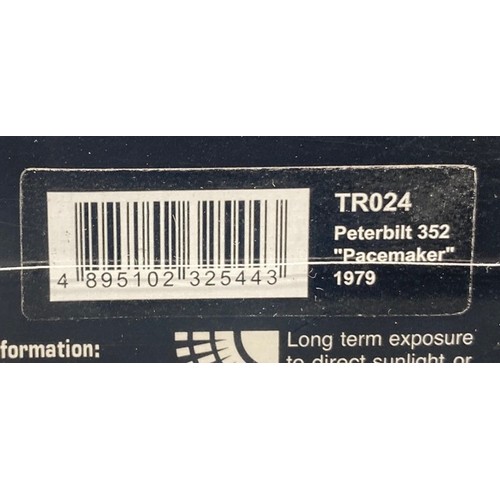 TR024
Peterbilt 352
"Pacemaker"
1979
4 895102 325443
formation:
Long term exposure
to direct sunlight or